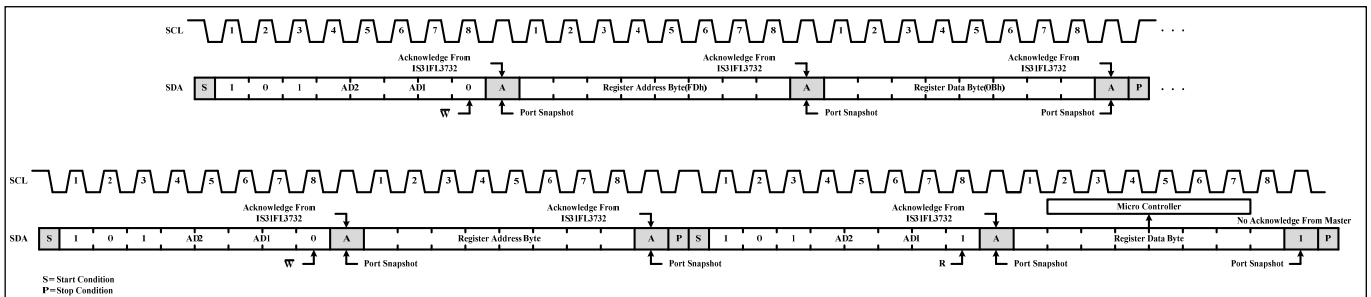 SCL 1 2 3 4 5 6 7 8 1 2 3 4 5 6 7 8 1 2 3 4 5 6 7 8 . . .
Acknowledge From IS31FL3732 Acknowledge From IS31FL3732 Acknowledge From IS31FL3732
SDA S 1 0 1 AD2 AD1 0 A Register Address Byte(FDh) A Register Data Byte(0Bh) A P . . .
W̅ Port Snapshot Port Snapshot Port Snapshot
SCL 1 2 3 4 5 6 7 8 1 2 3 4 5 6 7 8 1 2 3 4 5 6 7 8 1 2 3 4 5 6 7 8
Micro Controller
Acknowledge From IS31FL3732 Acknowledge From IS31FL3732 Acknowledge From IS31FL3732 No Acknowledge From Master
SDA S 1 0 1 AD2 AD1 0 A Register Address Byte A P S 1 0 1 AD2 AD1 1 A Register Data Byte 1 P
W̅ Port Snapshot Port Snapshot R Port Snapshot Port Snapshot
S=Start Condition
P=Stop Condition